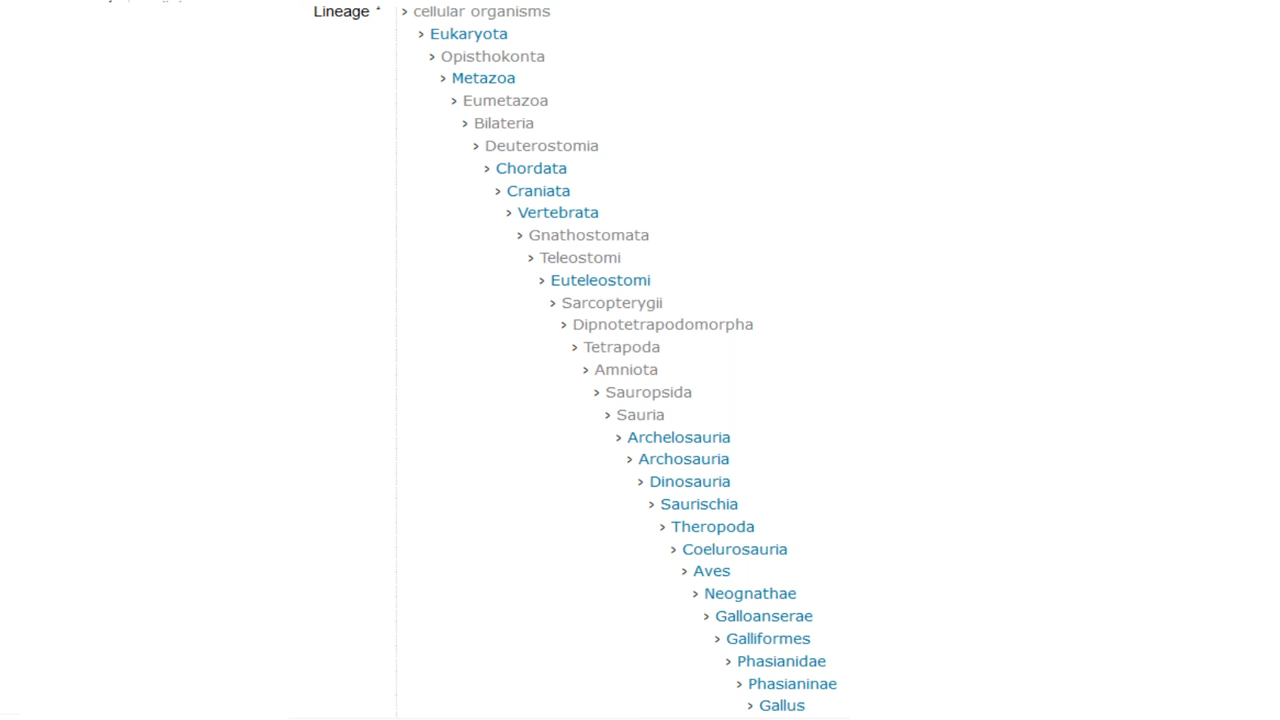 Lineage > cellular organisms
> Eukaryota
> Opisthokonta
> Metazoa
> Eumetazoa
> Bilateria
> Deuterostomia
> Chordata
> Craniata
> Vertebrata
> Gnathostomata
> Teleostomi
> Euteleostomi
> Sarcopterygii
> Dipnotetrapodomorpha
> Tetrapoda
> Amniota
> Sauropsida
> Sauria
> Archelosauria
> Archosauria
> Dinosauria
> Saurischia
> Theropoda
> Coelurosauria
> Aves
> Neognathae
> Galloanserae
> Galliformes
> Phasianidae
> Phasianinae
> Gallus